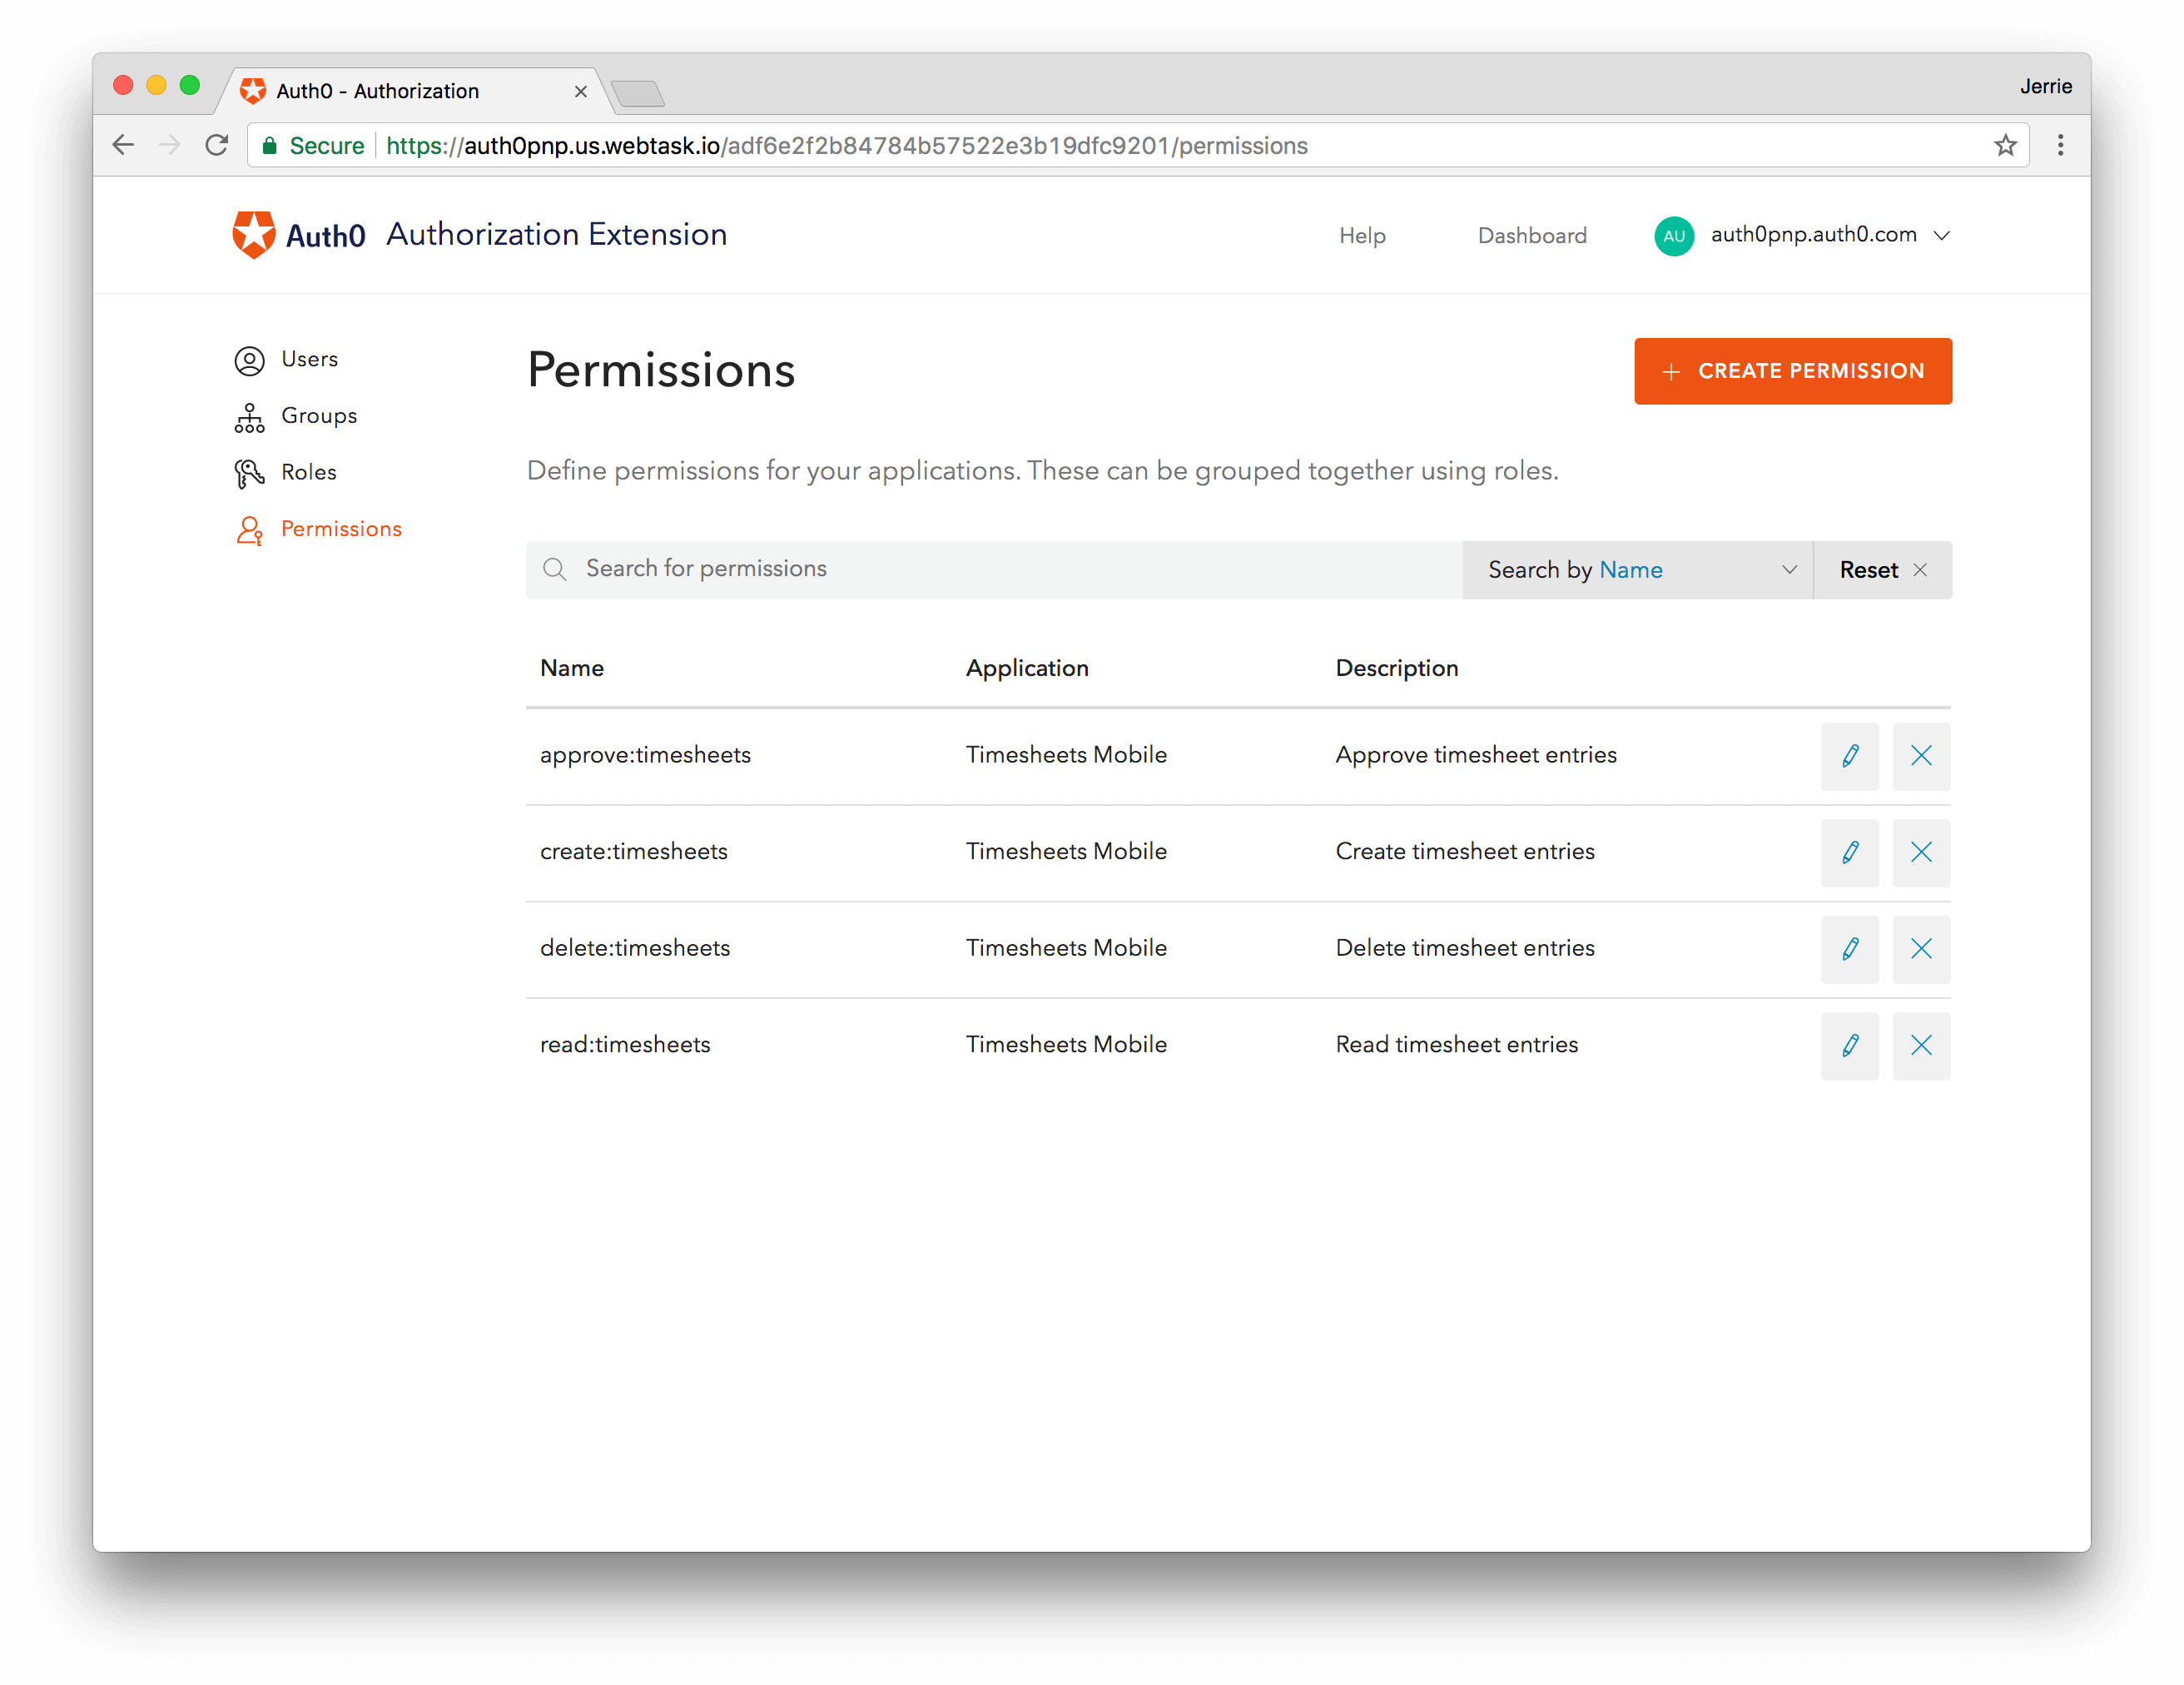 Auth0 - Authorization
Jerrie
Secure https://auth0pnp.us.webtask.io/adf6e2f2b84784b57522e3b19dfc9201/permissions
Auth0 Authorization Extension
Help
Dashboard
AU auth0pnp.auth0.com
Users
Groups
Roles
Permissions
Permissions
+ CREATE PERMISSION
Define permissions for your applications. These can be grouped together using roles.
Search for permissions
Search by Name
Reset
Name Application Description
approve:timesheets Timesheets Mobile Approve timesheet entries
create:timesheets Timesheets Mobile Create timesheet entries
delete:timesheets Timesheets Mobile Delete timesheet entries
read:timesheets Timesheets Mobile Read timesheet entries